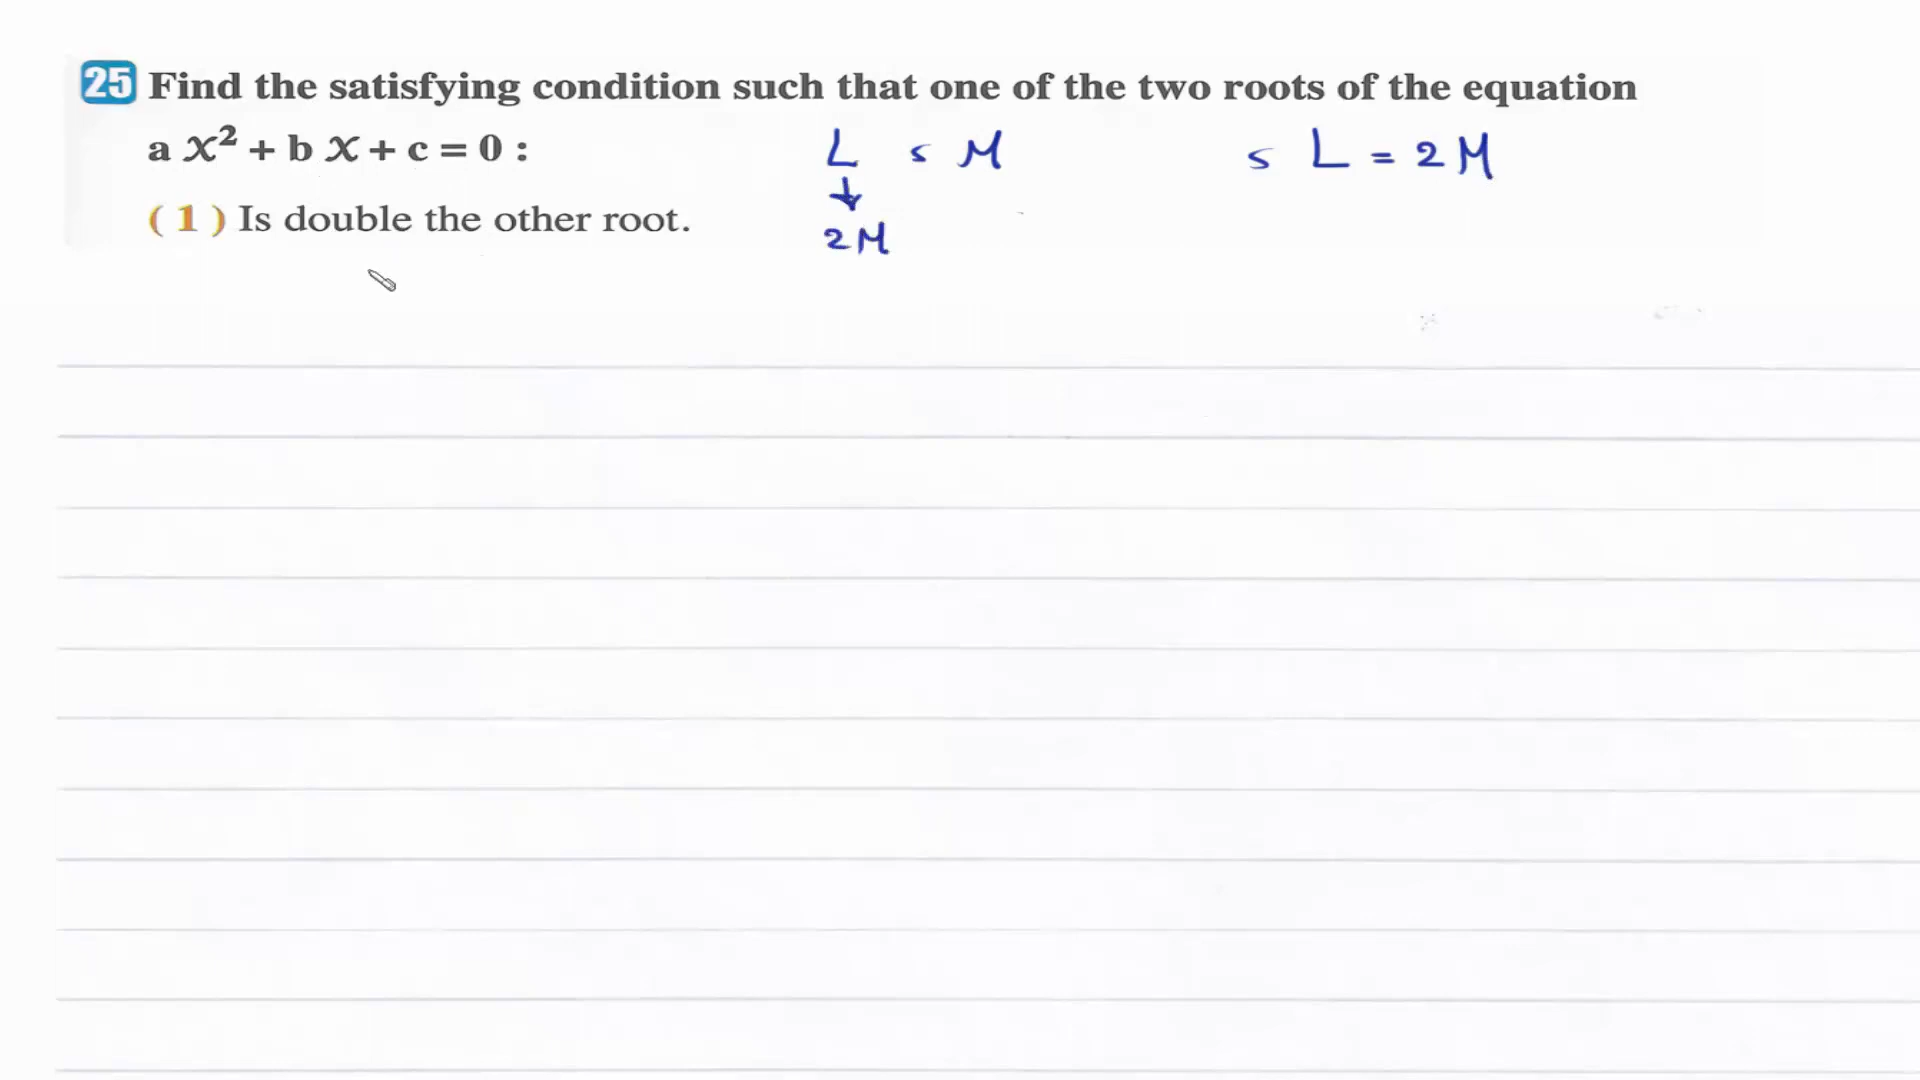 25 Find the satisfying condition such that one of the two roots of the equation
a x² + b x + c = 0 : L , M , L = 2M
↓
( 1 ) Is double the other root. 2M